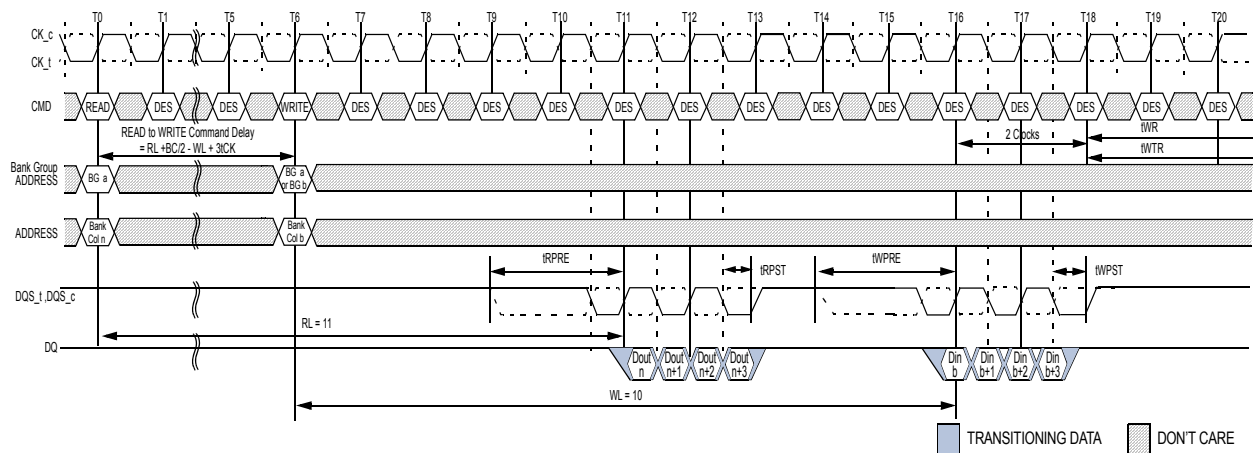 T0 T1 T5 T6 T7 T8 T9 T10 T11 T12 T13 T14 T15 T16 T17 T18 T19 T20
CK_c
CK_t
CMD READ DES DES WRITE DES DES DES DES DES DES DES DES DES DES DES DES DES DES
READ to WRITE Command Delay
= RL +BC/2 - WL + 3tCK
2 Clocks
tWR
tWTR
Bank Group
ADDRESS
BG a
BG a
or BG b
ADDRESS
Bank
Col n
Bank
Col b
tRPRE tRPST tWPRE tWPST
DQS_t ,DQS_c
RL = 11
DQ
Dout
n
Dout
n+1
Dout
n+2
Dout
n+3
Din
b
Din
b+1
Din
b+2
Din
b+3
WL = 10
TRANSITIONING DATA DON'T CARE